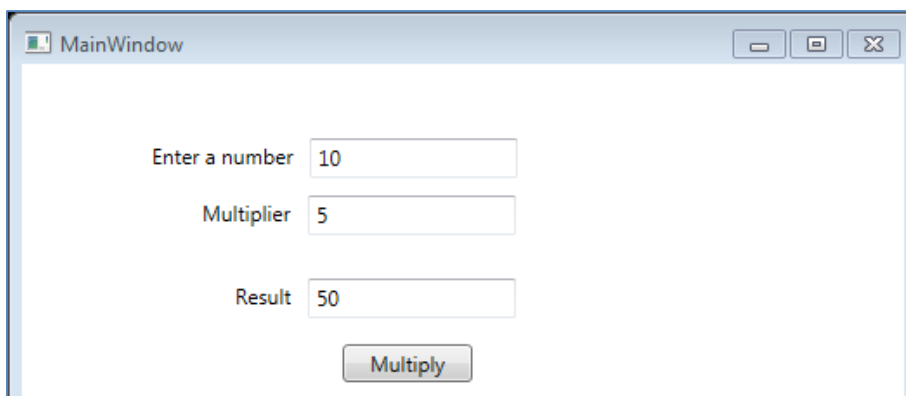 MainWindow
Enter a number 10
Multiplier 5
Result 50
Multiply